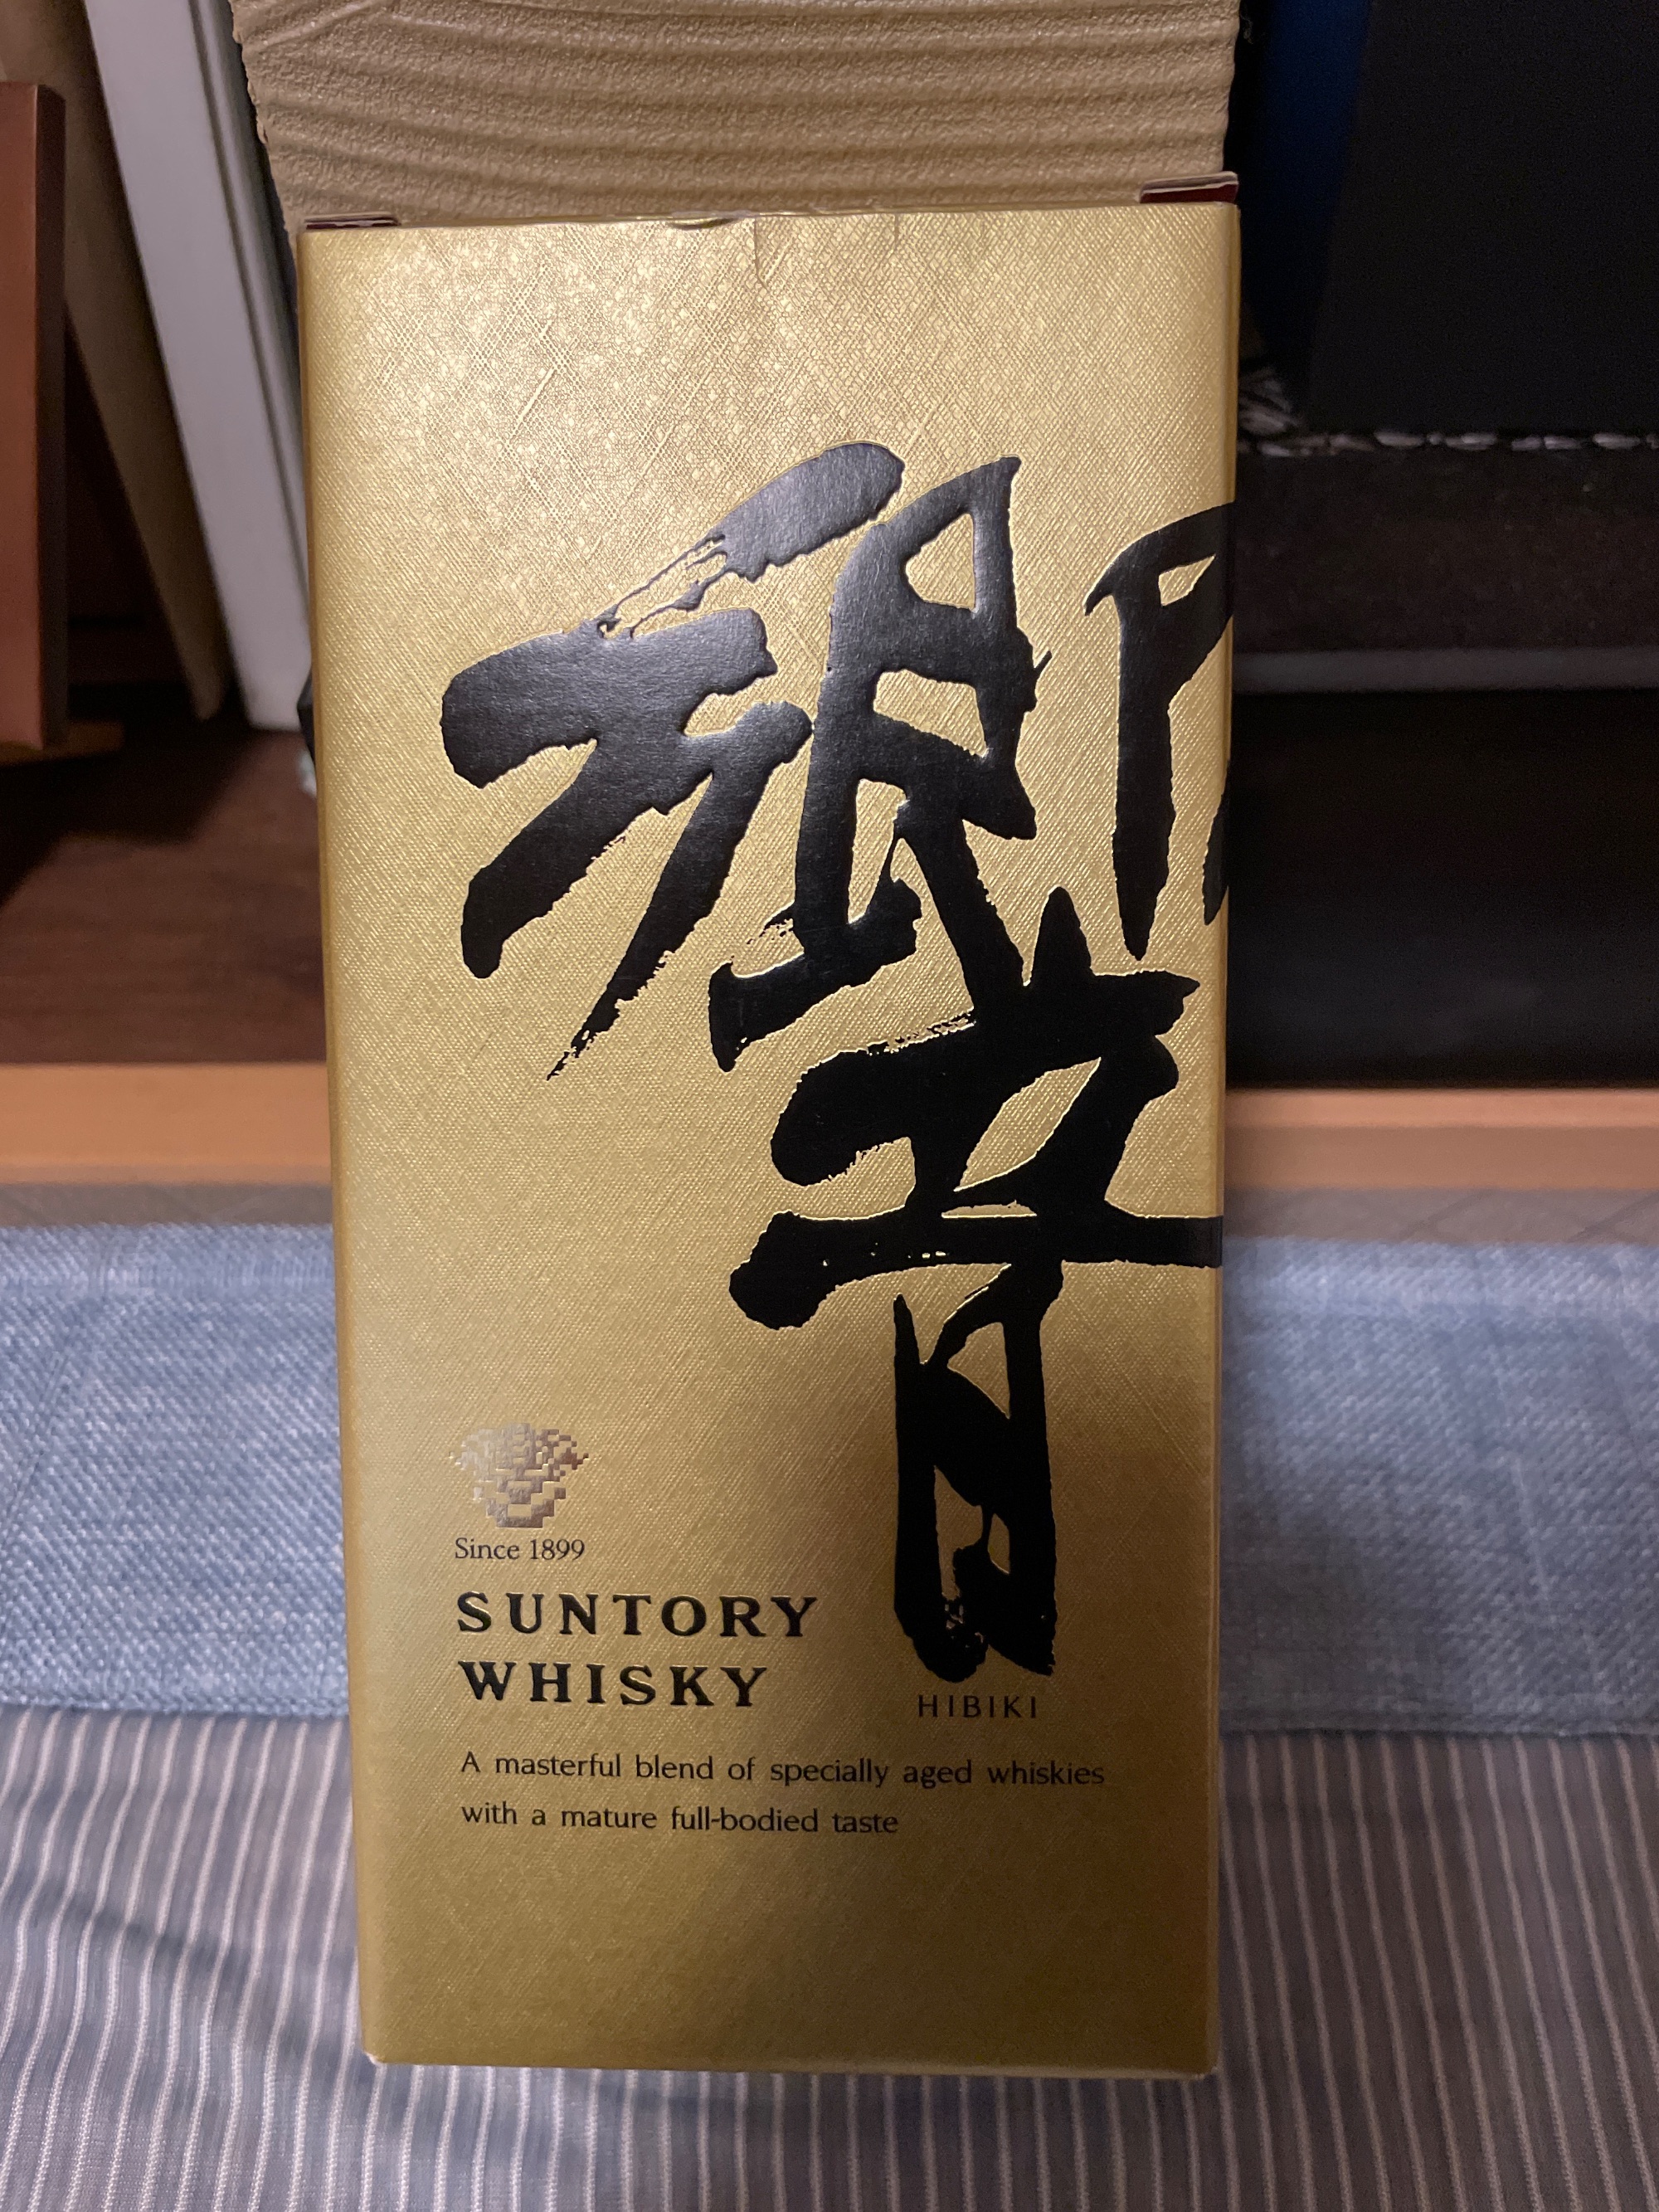 響
Since 1899
SUNTORY
WHISKY
HIBIKI
A masterful blend of specially aged whiskies
with a mature full-bodied taste